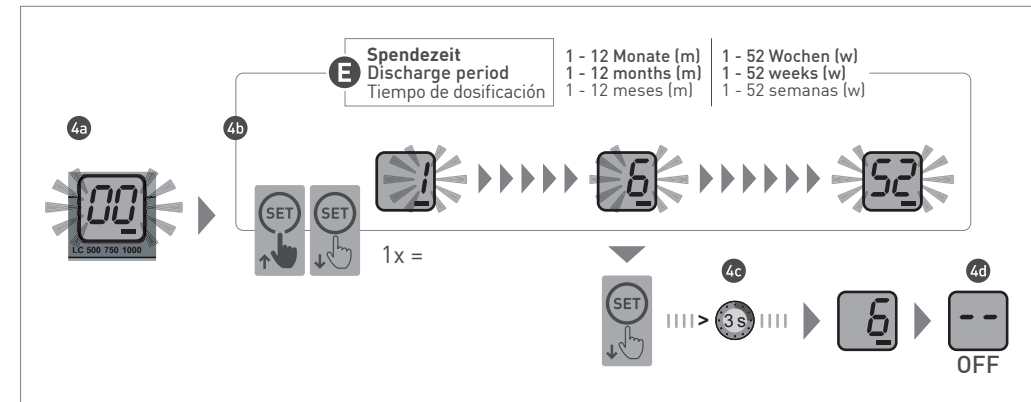 E
Spendezeit
Discharge period
Tiempo de dosificación
1 - 12 Monate (m)
1 - 12 months (m)
1 - 12 meses (m)
1 - 52 Wochen (w)
1 - 52 weeks (w)
1 - 52 semanas (w)
4a
00
LC 500 750 1000
4b
SET
SET
1x =
1
6
52
SET
>
4c
3 s
6
4d
--
OFF